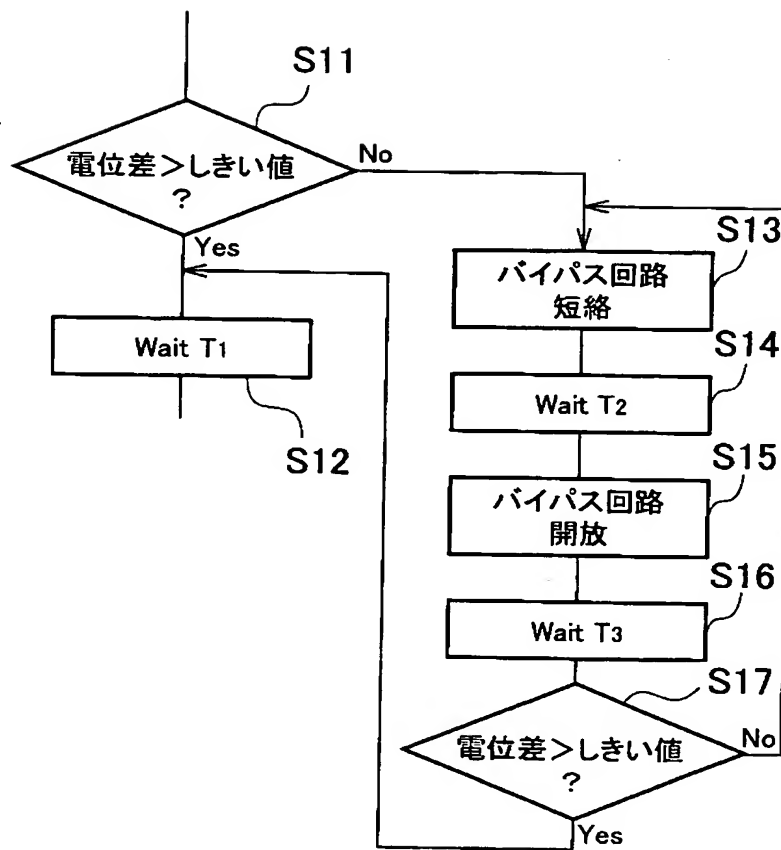 S11
電位差>しきい値
?
No
Yes
Wait T1
S12
S13
バイパス回路
短絡
S14
Wait T2
S15
バイパス回路
開放
S16
Wait T3
S17
電位差>しきい値
?
No
Yes